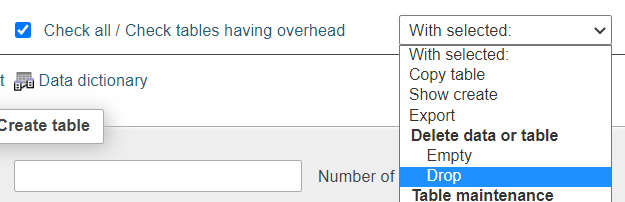 Check all / Check tables having overhead
With selected:
With selected:
Copy table
Show create
Export
Delete data or table
Empty
Drop
Table maintenance
t Data dictionary
Create table
Number of